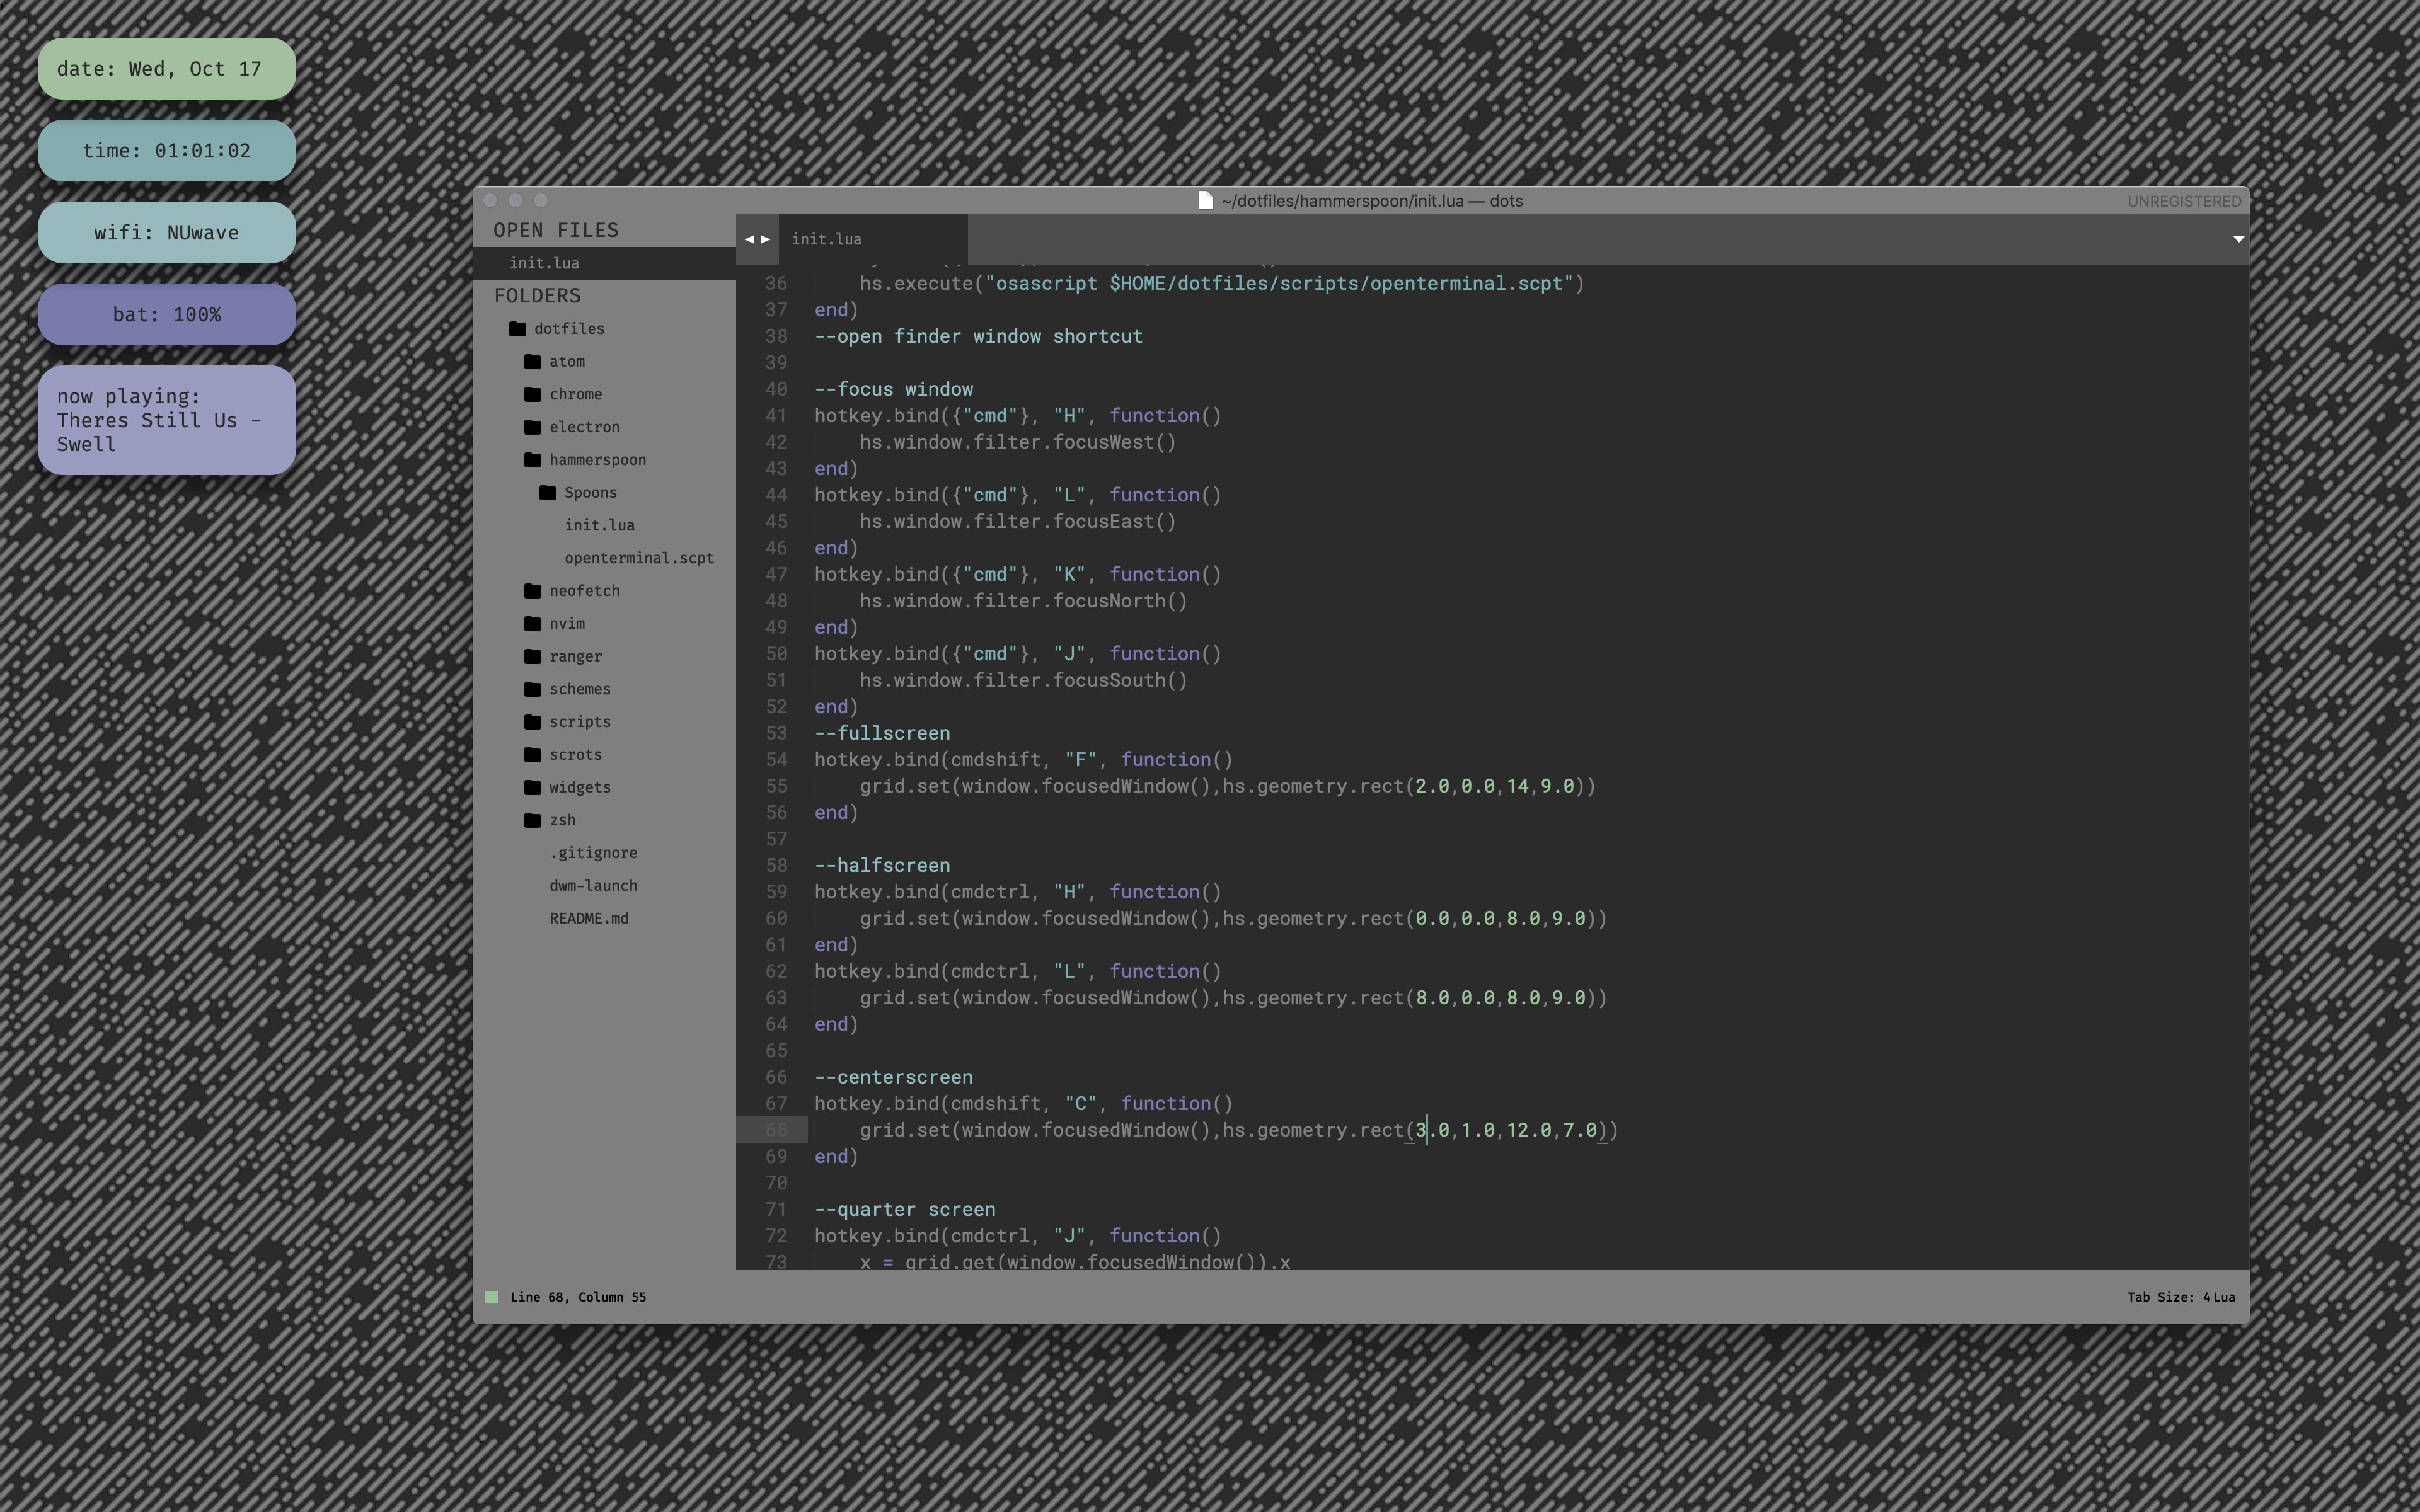 date: Wed, Oct 17
time: 01:01:02
wifi: NUwave
bat: 100%
now playing:
Theres Still Us -
Swell
~/dotfiles/hammerspoon/init.lua — dots
UNREGISTERED
OPEN FILES
init.lua
FOLDERS
dotfiles
atom
chrome
electron
hammerspoon
Spoons
init.lua
openterminal.scpt
neofetch
nvim
ranger
schemes
scripts
scrots
widgets
zsh
.gitignore
dwm-launch
README.md
init.lua
36     hs.execute("osascript $HOME/dotfiles/scripts/openterminal.scpt")
37 end)
38 --open finder window shortcut
39
40 --focus window
41 hotkey.bind({"cmd"}, "H", function()
42     hs.window.filter.focusWest()
43 end)
44 hotkey.bind({"cmd"}, "L", function()
45     hs.window.filter.focusEast()
46 end)
47 hotkey.bind({"cmd"}, "K", function()
48     hs.window.filter.focusNorth()
49 end)
50 hotkey.bind({"cmd"}, "J", function()
51     hs.window.filter.focusSouth()
52 end)
53 --fullscreen
54 hotkey.bind(cmdshift, "F", function()
55     grid.set(window.focusedWindow(),hs.geometry.rect(2.0,0.0,14,9.0))
56 end)
57
58 --halfscreen
59 hotkey.bind(cmdctrl, "H", function()
60     grid.set(window.focusedWindow(),hs.geometry.rect(0.0,0.0,8.0,9.0))
61 end)
62 hotkey.bind(cmdctrl, "L", function()
63     grid.set(window.focusedWindow(),hs.geometry.rect(8.0,0.0,8.0,9.0))
64 end)
65
66 --centerscreen
67 hotkey.bind(cmdshift, "C", function()
68     grid.set(window.focusedWindow(),hs.geometry.rect(3.0,1.0,12.0,7.0))
69 end)
70
71 --quarter screen
72 hotkey.bind(cmdctrl, "J", function()
73     x = grid.get(window.focusedWindow()).x
Line 68, Column 55
Tab Size: 4 Lua